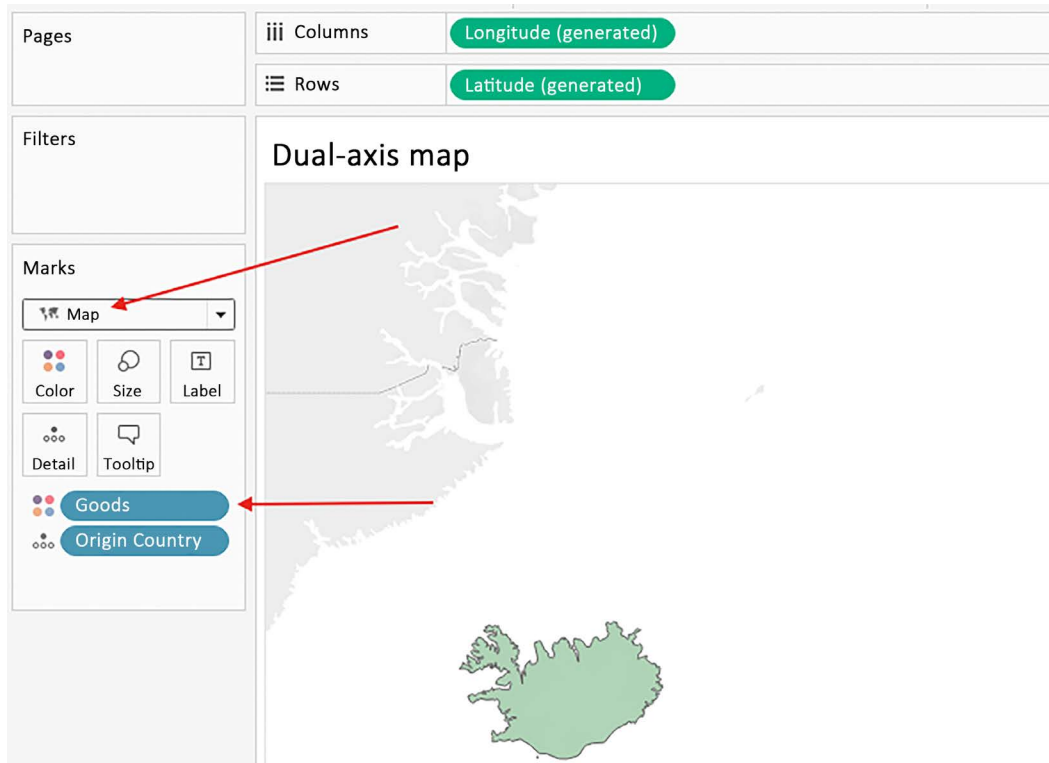 Pages
Columns
Longitude (generated)
Rows
Latitude (generated)
Filters
Dual-axis map
Marks
Map
Color
Size
Label
Detail
Tooltip
Goods
Origin Country